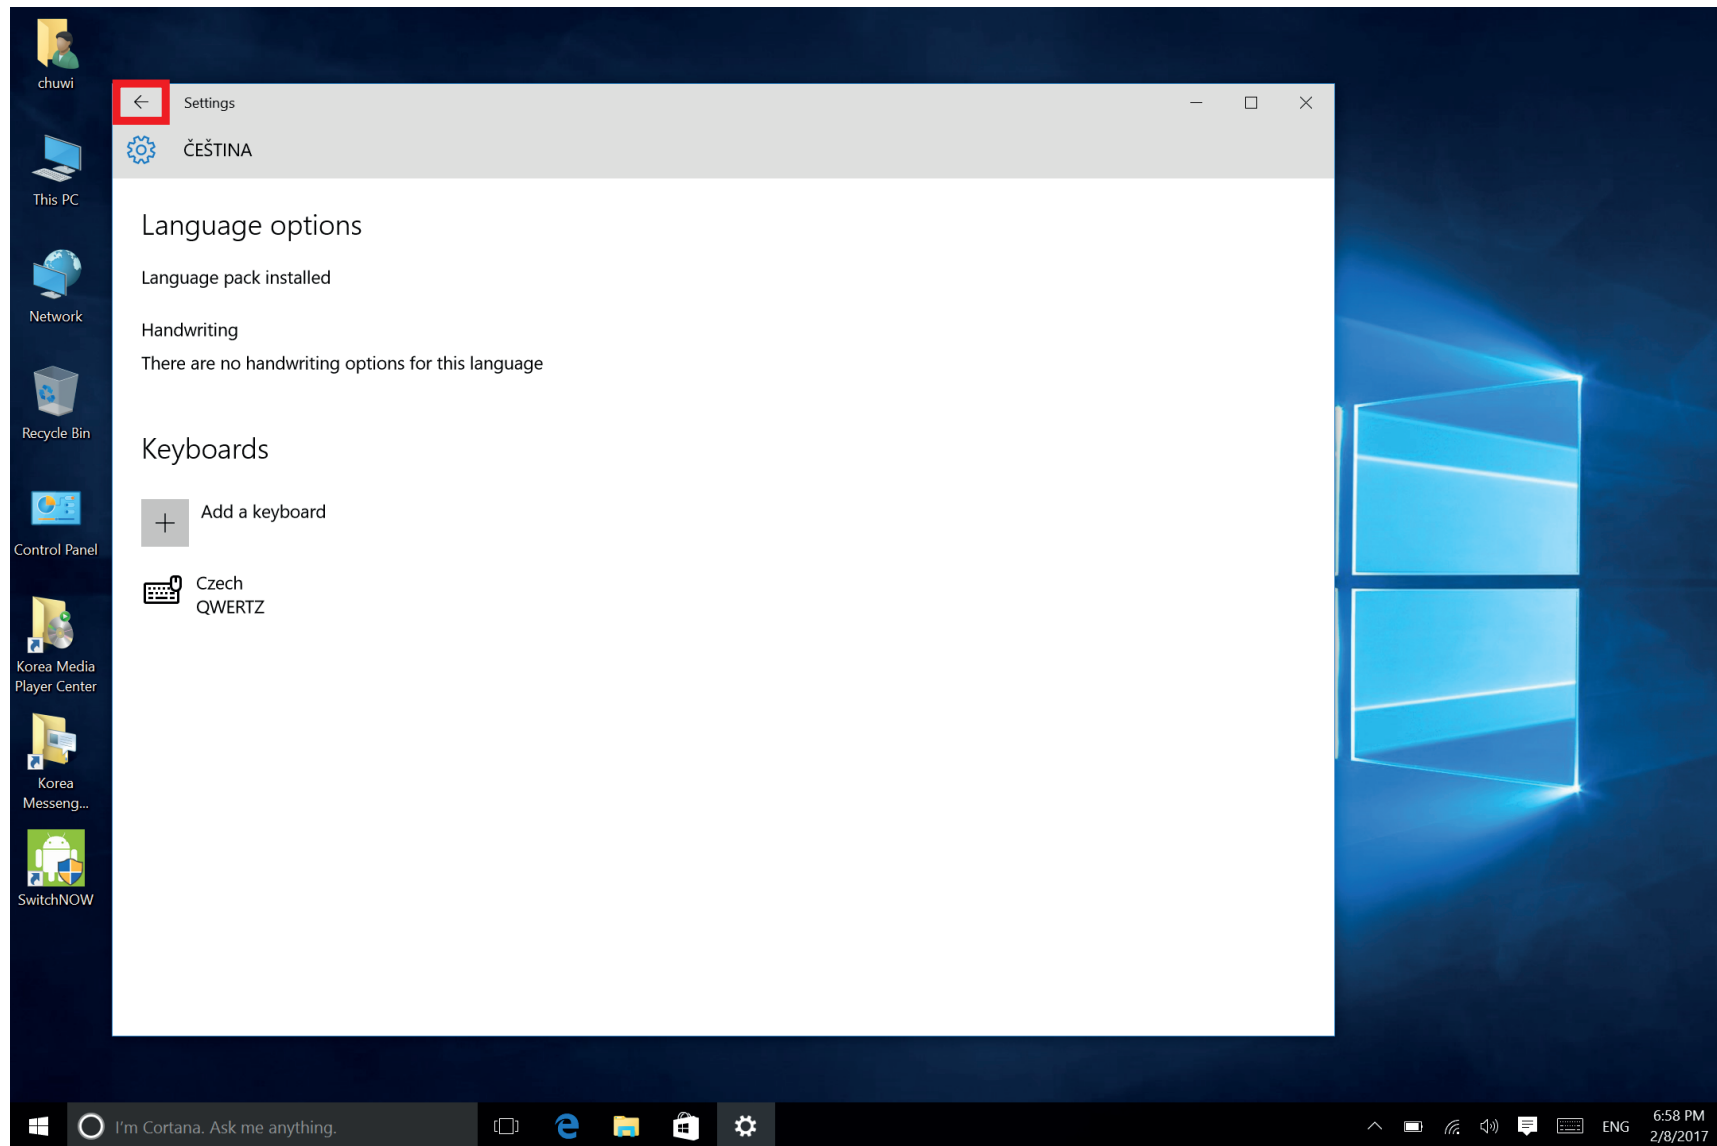 chuwi
This PC
Network
Recycle Bin
Control Panel
Korea Media
Player Center
Korea
Messeng...
SwitchNOW
Settings
ČEŠTINA
Language options
Language pack installed
Handwriting
There are no handwriting options for this language
Keyboards
Add a keyboard
Czech
QWERTZ
I'm Cortana. Ask me anything.
ENG
6:58 PM
2/8/2017